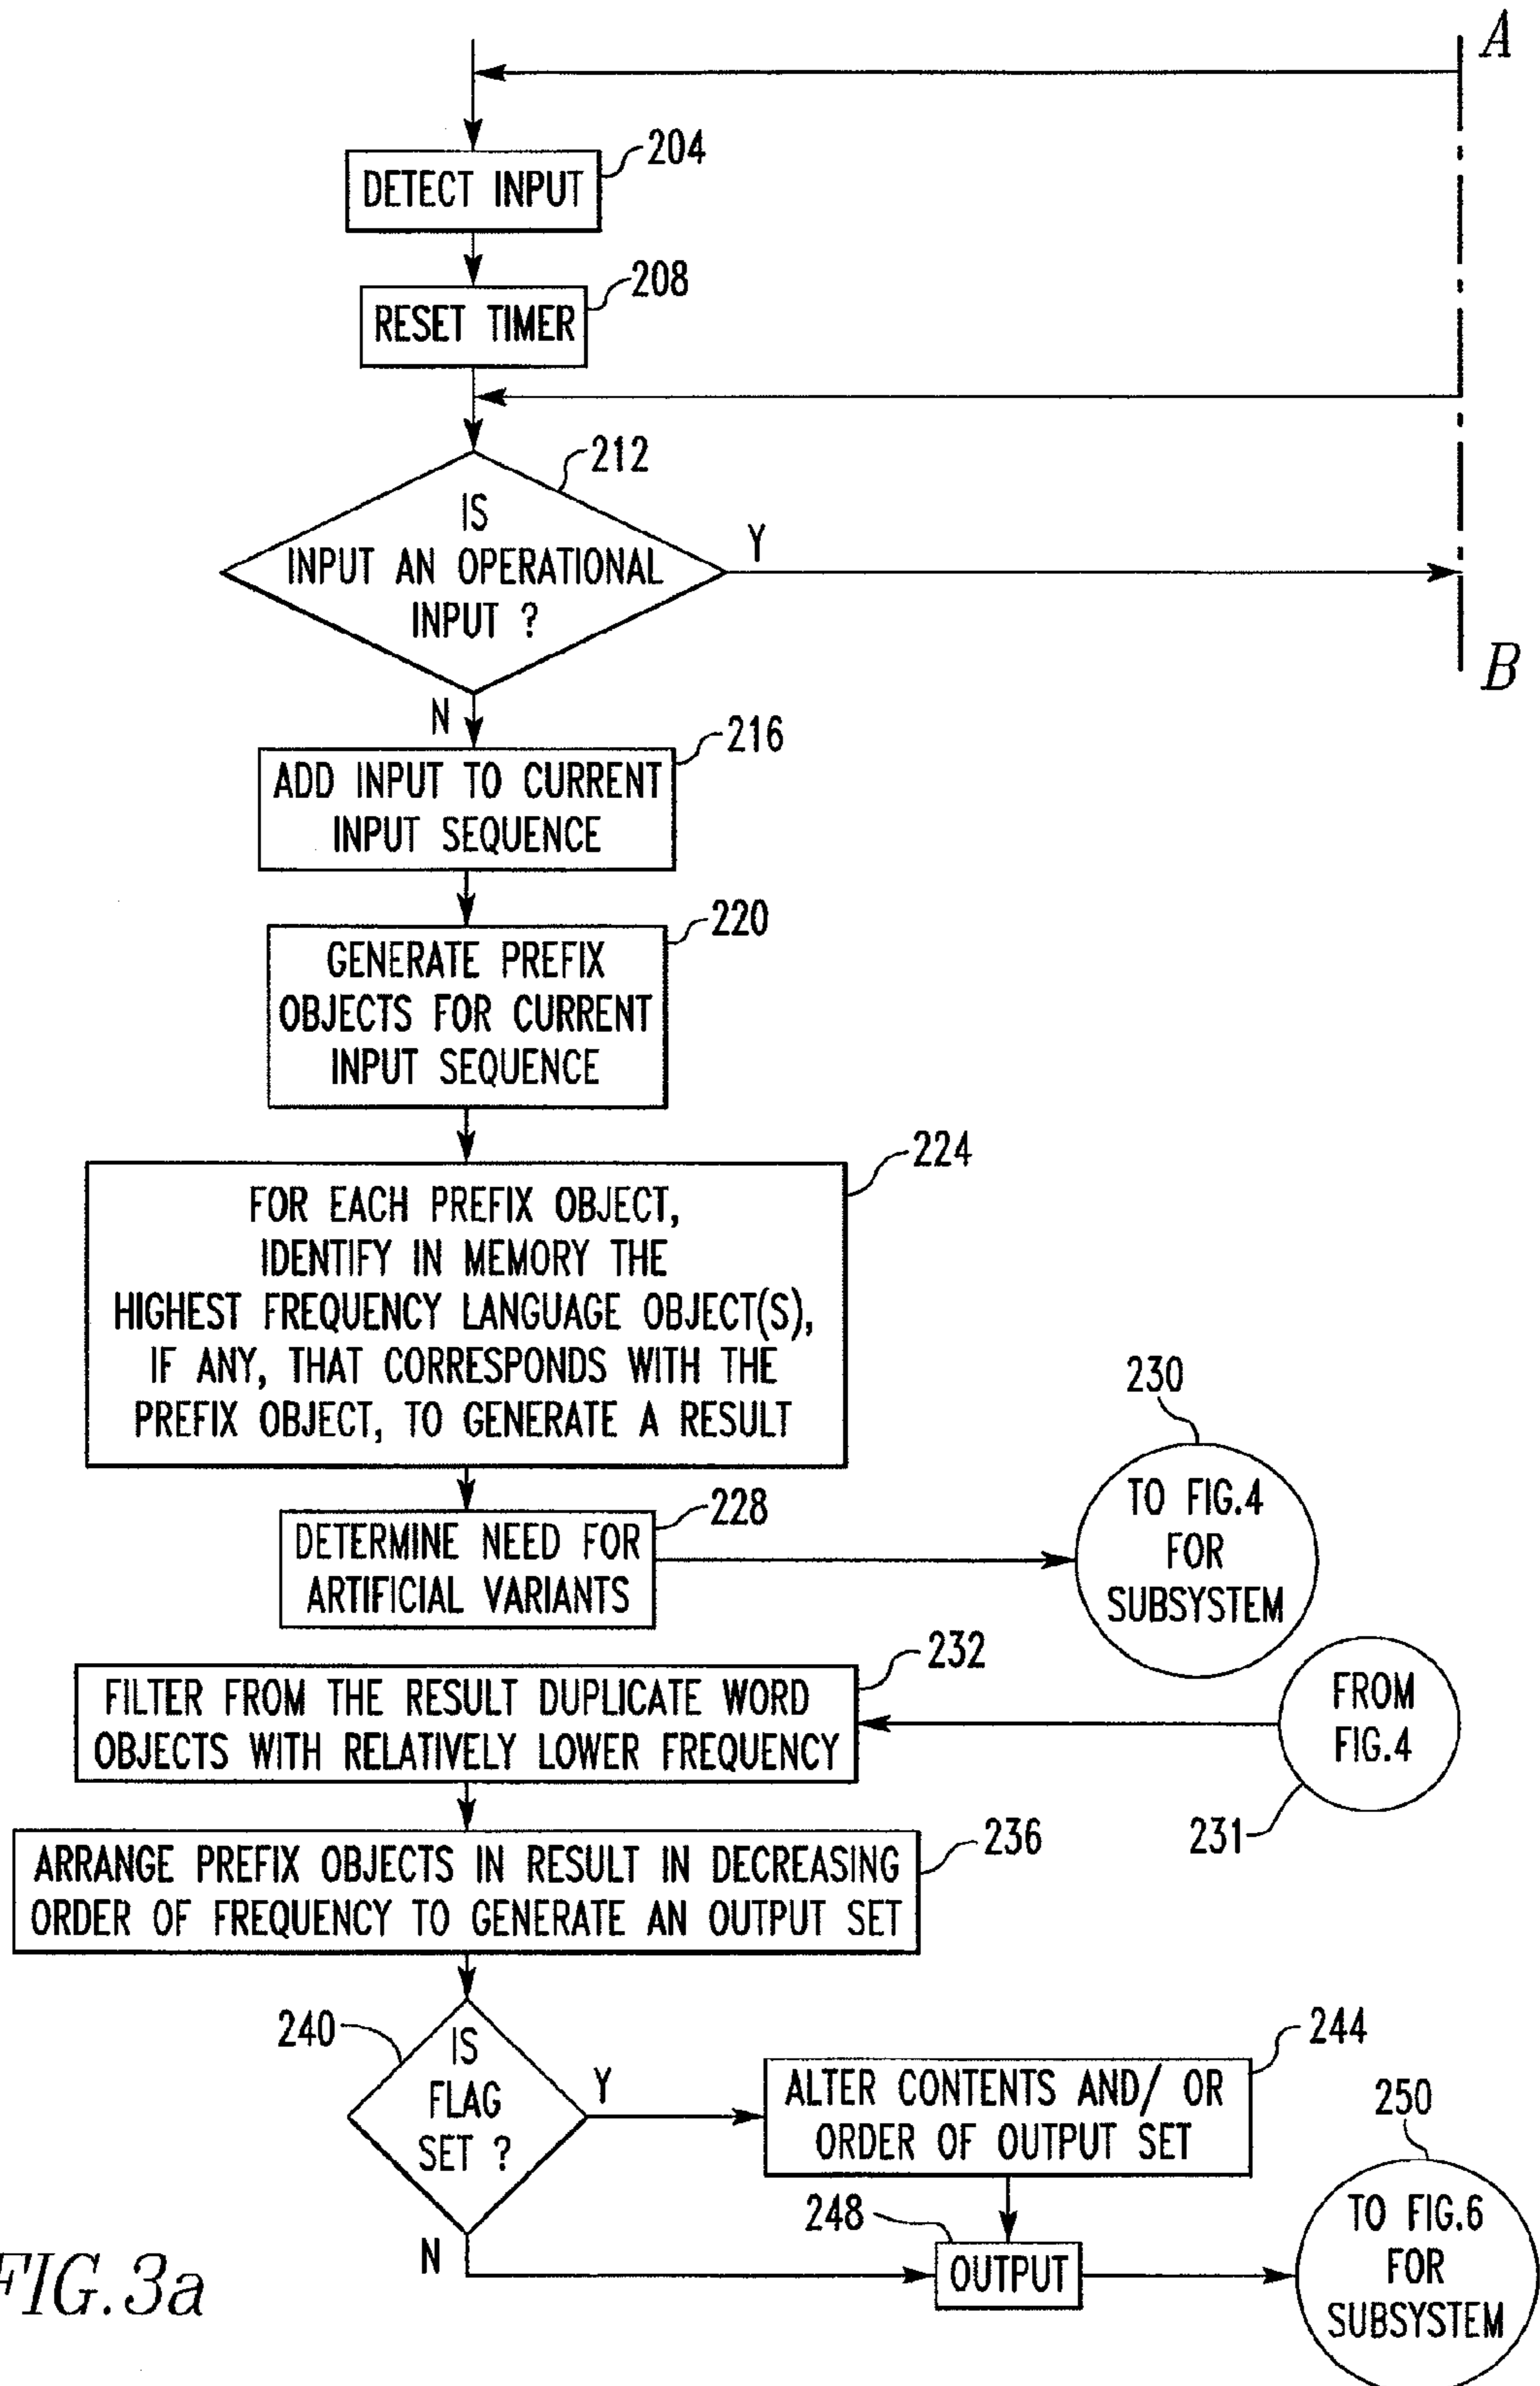 A
204
DETECT INPUT
208
RESET TIMER
212
IS
INPUT AN OPERATIONAL
INPUT ?
Y
B
N
216
ADD INPUT TO CURRENT
INPUT SEQUENCE
220
GENERATE PREFIX
OBJECTS FOR CURRENT
INPUT SEQUENCE
224
FOR EACH PREFIX OBJECT,
IDENTIFY IN MEMORY THE
HIGHEST FREQUENCY LANGUAGE OBJECT(S),
IF ANY, THAT CORRESPONDS WITH THE
PREFIX OBJECT, TO GENERATE A RESULT
230
TO FIG.4
FOR
SUBSYSTEM
228
DETERMINE NEED FOR
ARTIFICIAL VARIANTS
232
FILTER FROM THE RESULT DUPLICATE WORD
OBJECTS WITH RELATIVELY LOWER FREQUENCY
FROM
FIG.4
231
236
ARRANGE PREFIX OBJECTS IN RESULT IN DECREASING
ORDER OF FREQUENCY TO GENERATE AN OUTPUT SET
240
IS
FLAG
SET ?
Y
244
ALTER CONTENTS AND/ OR
ORDER OF OUTPUT SET
250
TO FIG.6
FOR
SUBSYSTEM
248
N
OUTPUT
FIG.3a